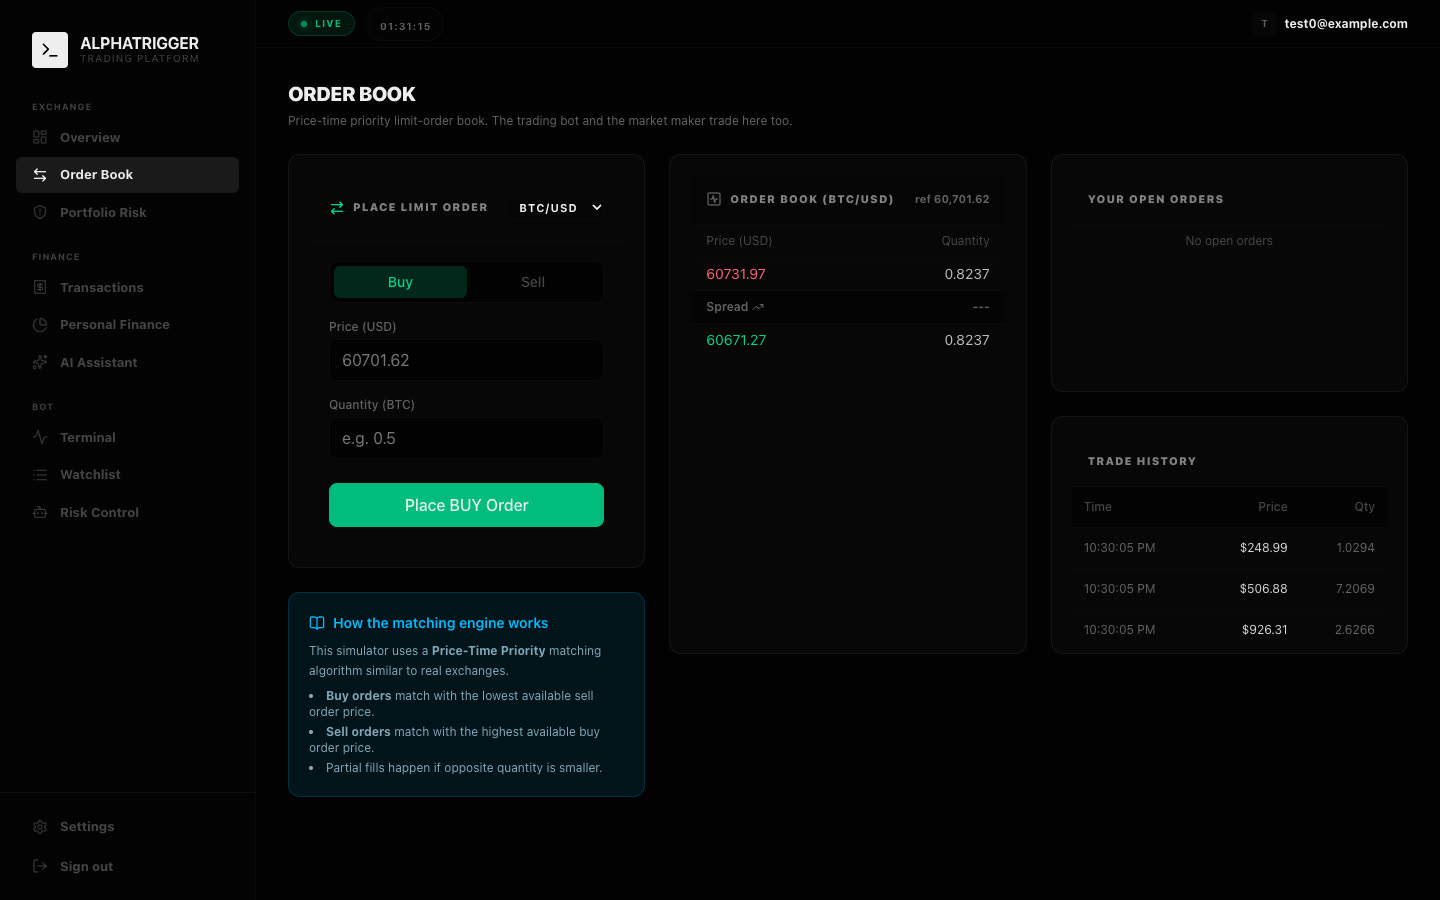 ALPHATRIGGER
TRADING PLATFORM
EXCHANGE
Overview
Order Book
Portfolio Risk
FINANCE
Transactions
Personal Finance
AI Assistant
BOT
Terminal
Watchlist
Risk Control
Settings
Sign out
LIVE
01:31:15
T
test0@example.com
ORDER BOOK
Price-time priority limit-order book. The trading bot and the market maker trade here too.
PLACE LIMIT ORDER
BTC/USD
Buy
Sell
Price (USD)
60701.62
Quantity (BTC)
e.g. 0.5
Place BUY Order
How the matching engine works
This simulator uses a Price-Time Priority matching
algorithm similar to real exchanges.
• Buy orders match with the lowest available sell
order price.
• Sell orders match with the highest available buy
order price.
• Partial fills happen if opposite quantity is smaller.
ORDER BOOK (BTC/USD)
ref 60,701.62
Price (USD) Quantity
60731.97 0.8237
Spread ---
60671.27 0.8237
YOUR OPEN ORDERS
No open orders
TRADE HISTORY
Time Price Qty
10:30:05 PM $248.99 1.0294
10:30:05 PM $506.88 7.2069
10:30:05 PM $926.31 2.6266